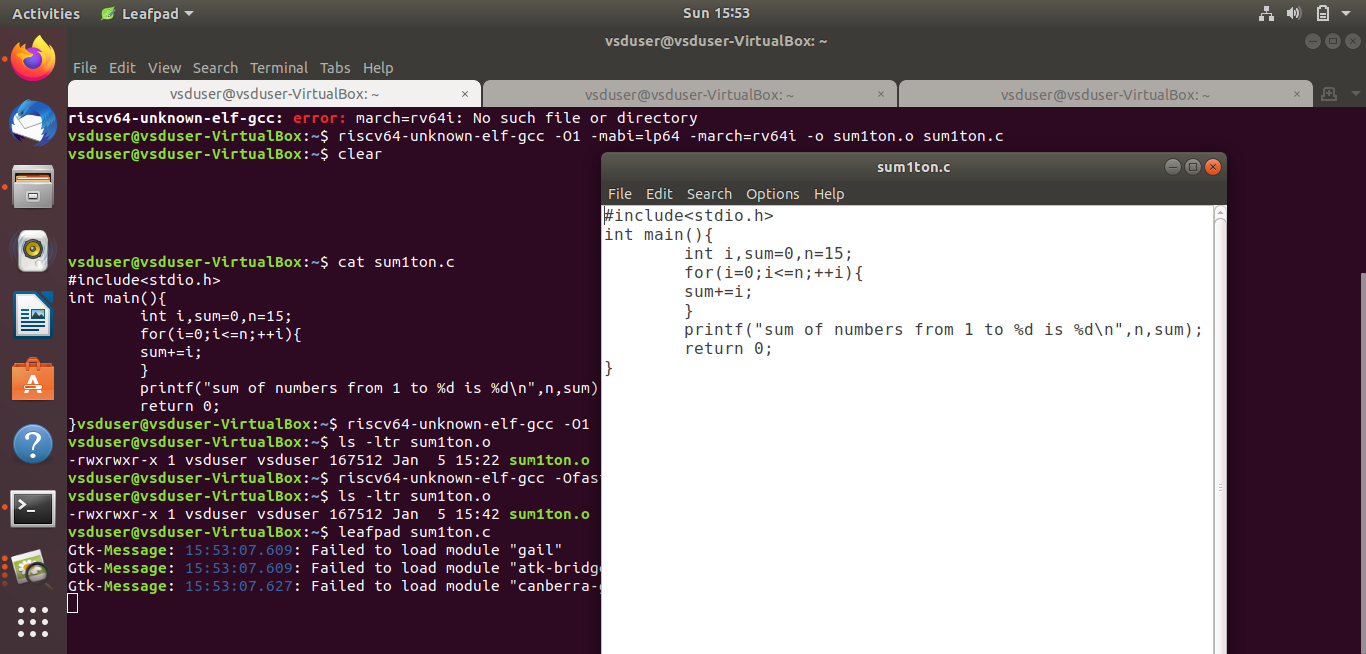 Activities Leafpad Sun 15:53
vsduser@vsduser-VirtualBox: ~
File Edit View Search Terminal Tabs Help
vsduser@vsduser-VirtualBox: ~ × vsduser@vsduser-VirtualBox: ~ × vsduser@vsduser-VirtualBox: ~ ×
riscv64-unknown-elf-gcc: error: march=rv64i: No such file or directory
vsduser@vsduser-VirtualBox:~$ riscv64-unknown-elf-gcc -O1 -mabi=lp64 -march=rv64i -o sum1ton.o sum1ton.c
vsduser@vsduser-VirtualBox:~$ clear
vsduser@vsduser-VirtualBox:~$ cat sum1ton.c
#include<stdio.h>
int main(){
        int i,sum=0,n=15;
        for(i=0;i<=n;++i){
        sum+=i;
        }
        printf("sum of numbers from 1 to %d is %d\n",n,sum)
        return 0;
}vsduser@vsduser-VirtualBox:~$ riscv64-unknown-elf-gcc -O1
vsduser@vsduser-VirtualBox:~$ ls -ltr sum1ton.o
-rwxrwxr-x 1 vsduser vsduser 167512 Jan  5 15:22 sum1ton.o
vsduser@vsduser-VirtualBox:~$ riscv64-unknown-elf-gcc -Ofas
vsduser@vsduser-VirtualBox:~$ ls -ltr sum1ton.o
-rwxrwxr-x 1 vsduser vsduser 167512 Jan  5 15:42 sum1ton.o
vsduser@vsduser-VirtualBox:~$ leafpad sum1ton.c
Gtk-Message: 15:53:07.609: Failed to load module "gail"
Gtk-Message: 15:53:07.609: Failed to load module "atk-bridg
Gtk-Message: 15:53:07.627: Failed to load module "canberra-
sum1ton.c
File Edit Search Options Help
#include<stdio.h>
int main(){
        int i,sum=0,n=15;
        for(i=0;i<=n;++i){
        sum+=i;
        }
        printf("sum of numbers from 1 to %d is %d\n",n,sum);
        return 0;
}